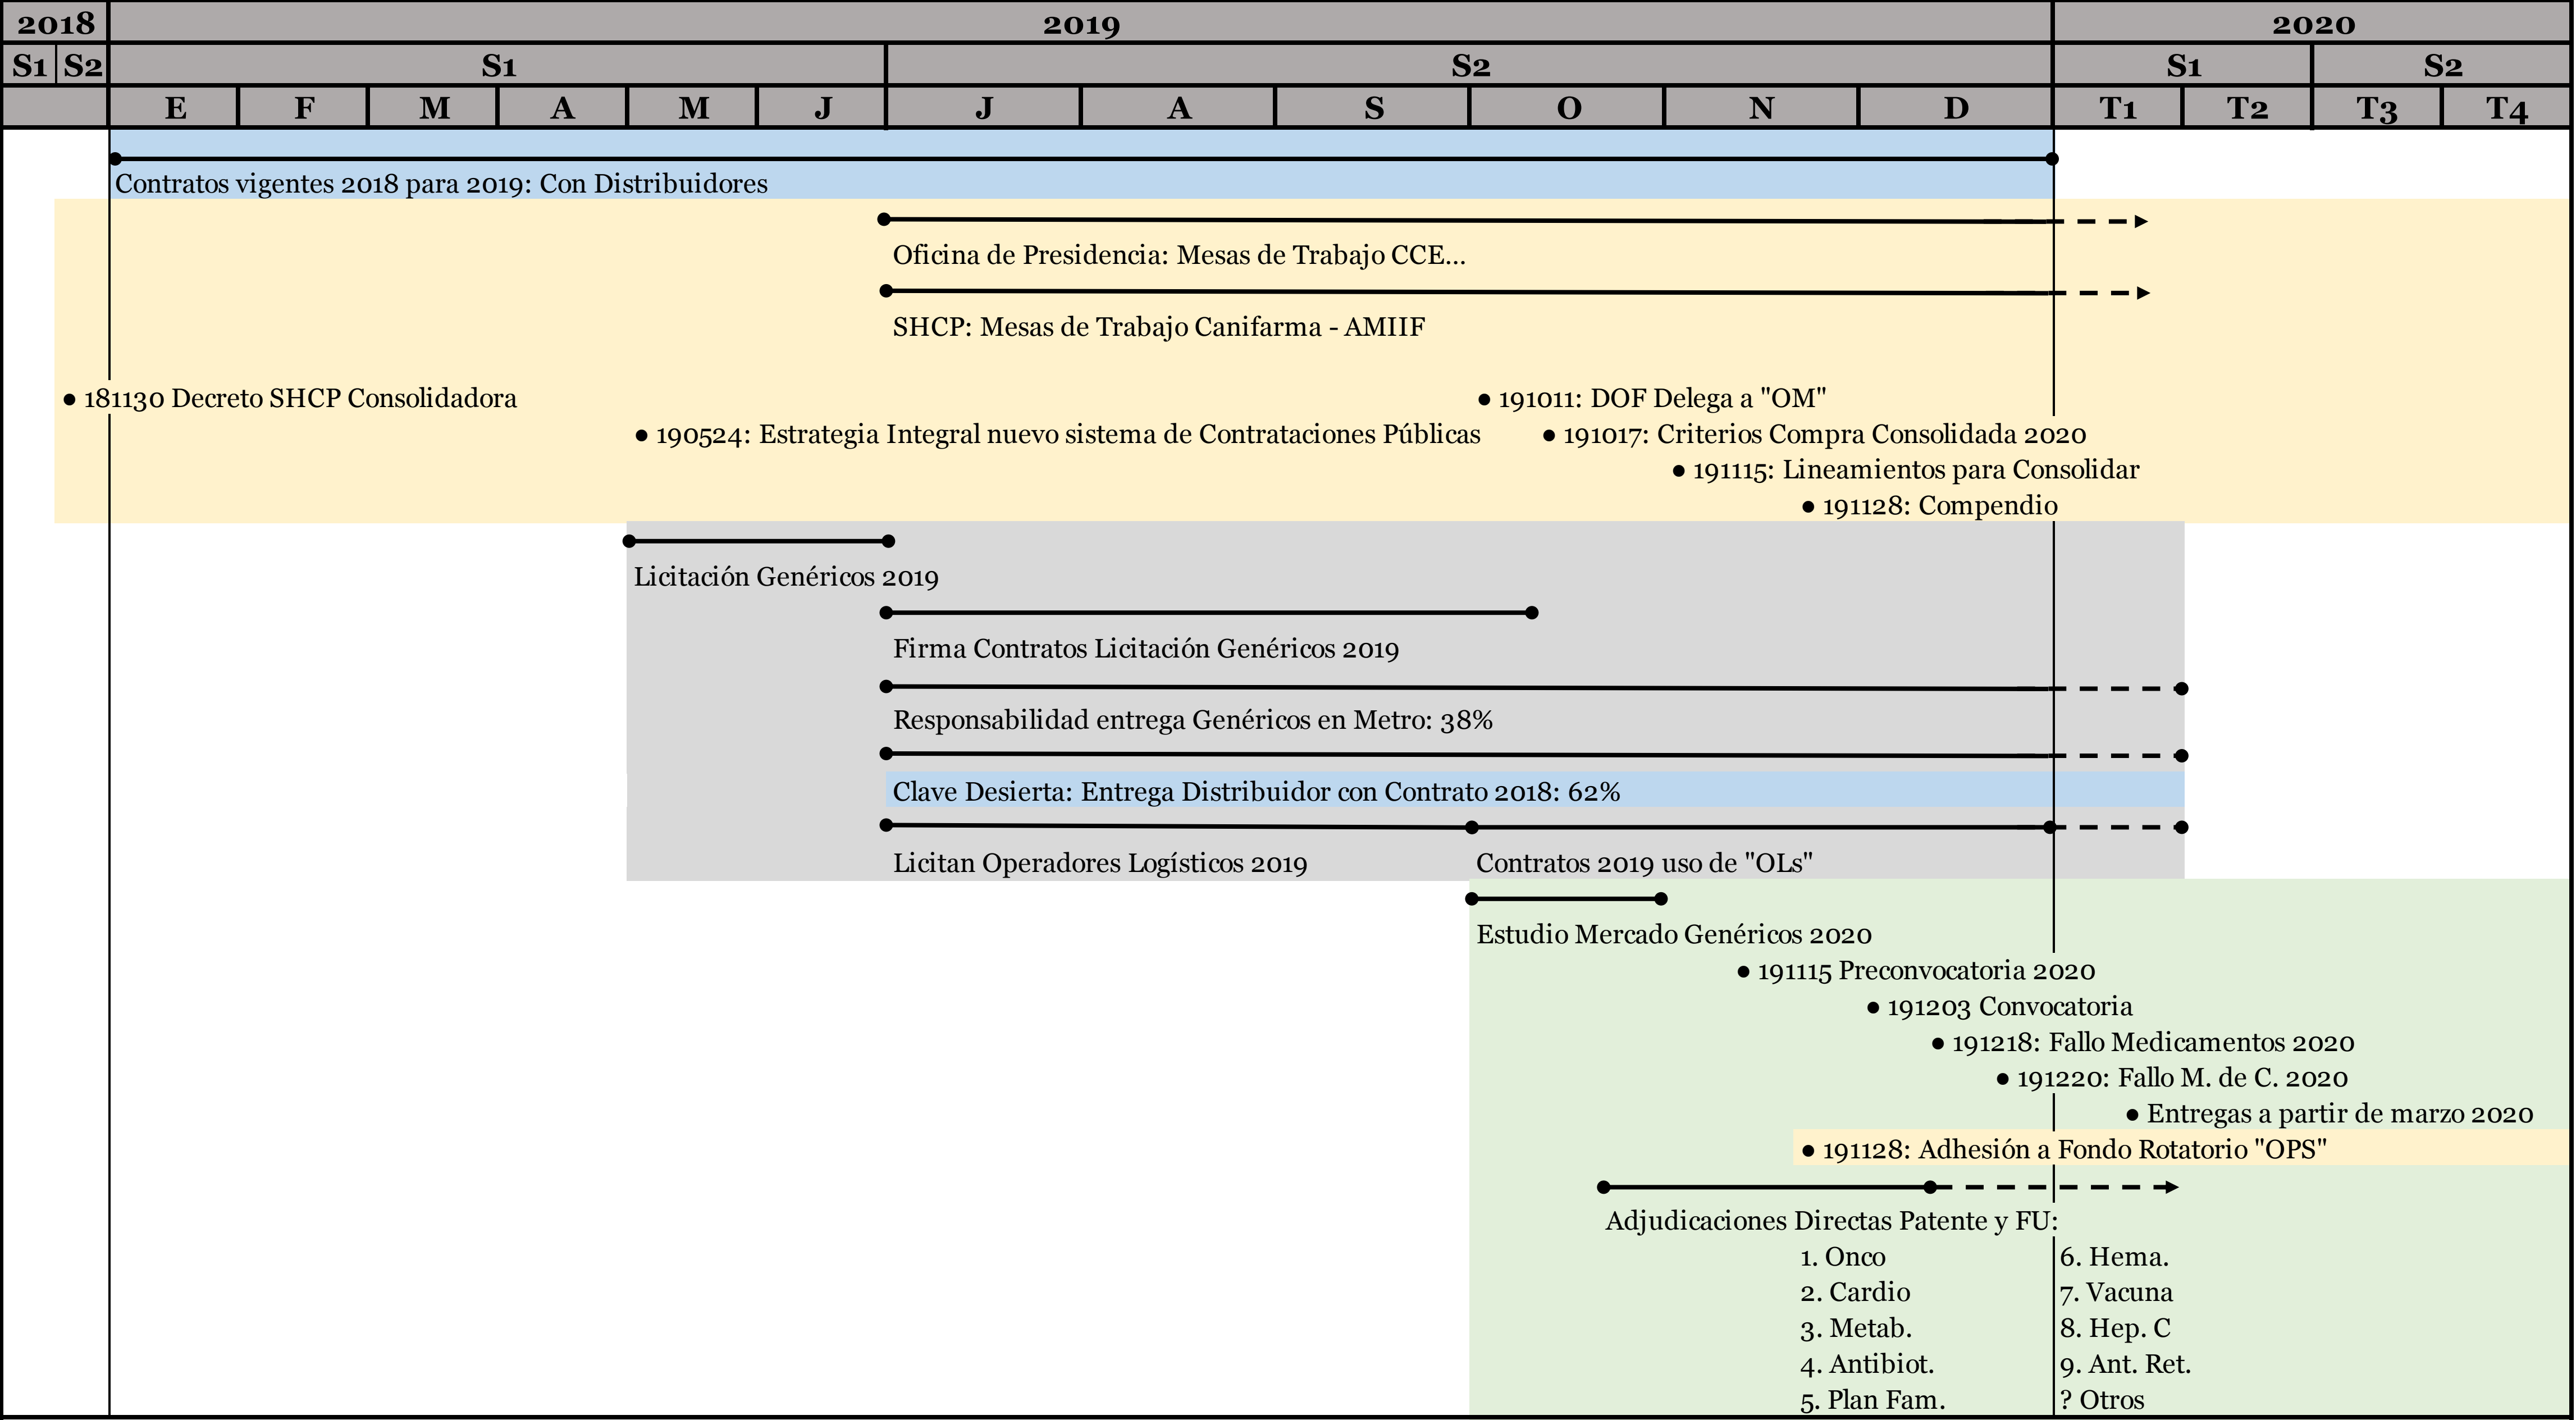 2018 2019 2020
S1 S2 S1 S2 S1 S2
E F M A M J J A S O N D T1 T2 T3 T4
Contratos vigentes 2018 para 2019: Con Distribuidores
Oficina de Presidencia: Mesas de Trabajo CCE...
SHCP: Mesas de Trabajo Canifarma - AMIIF
● 181130 Decreto SHCP Consolidadora ● 191011: DOF Delega a "OM"
● 190524: Estrategia Integral nuevo sistema de Contrataciones Públicas ● 191017: Criterios Compra Consolidada 2020
● 191115: Lineamientos para Consolidar
● 191128: Compendio
Licitación Genéricos 2019
Firma Contratos Licitación Genéricos 2019
Responsabilidad entrega Genéricos en Metro: 38%
Clave Desierta: Entrega Distribuidor con Contrato 2018: 62%
Licitan Operadores Logísticos 2019 Contratos 2019 uso de "OLs"
Estudio Mercado Genéricos 2020
● 191115 Preconvocatoria 2020
● 191203 Convocatoria
● 191218: Fallo Medicamentos 2020
● 191220: Fallo M. de C. 2020
● Entregas a partir de marzo 2020
● 191128: Adhesión a Fondo Rotatorio "OPS"
Adjudicaciones Directas Patente y FU:
1. Onco 6. Hema.
2. Cardio 7. Vacuna
3. Metab. 8. Hep. C
4. Antibiot. 9. Ant. Ret.
5. Plan Fam. ? Otros